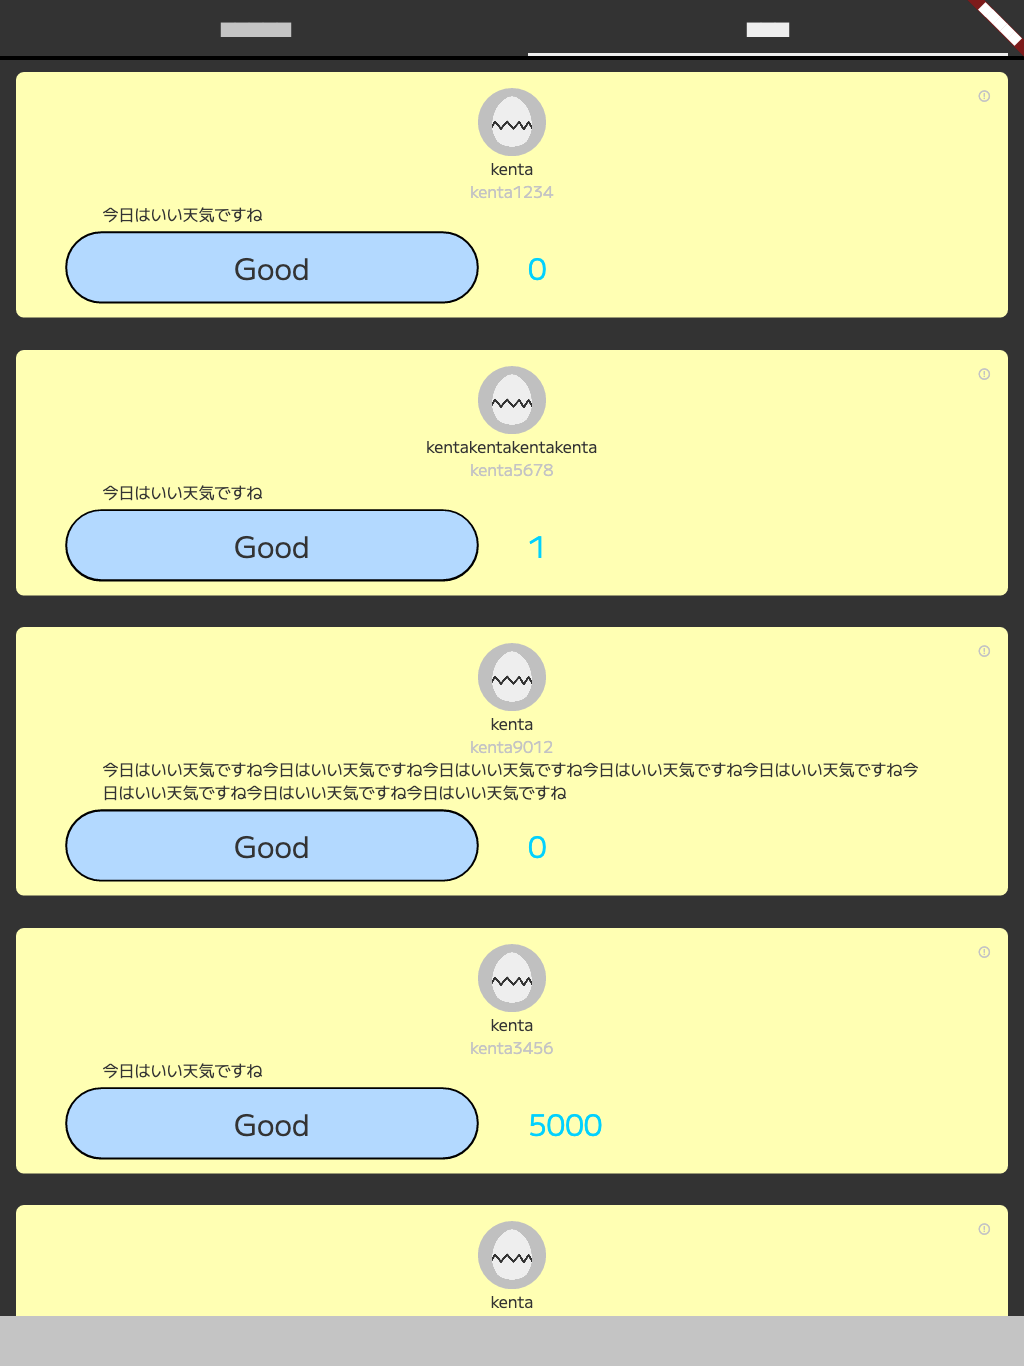 kenta
kenta1234
今日はいい天気ですね
Good
0
kentakentakentakenta
kenta5678
今日はいい天気ですね
Good
1
kenta
kenta9012
今日はいい天気ですね今日はいい天気ですね今日はいい天気ですね今日はいい天気ですね今日はいい天気ですね今
日はいい天気ですね今日はいい天気ですね今日はいい天気ですね
Good
0
kenta
kenta3456
今日はいい天気ですね
Good
5000
kenta